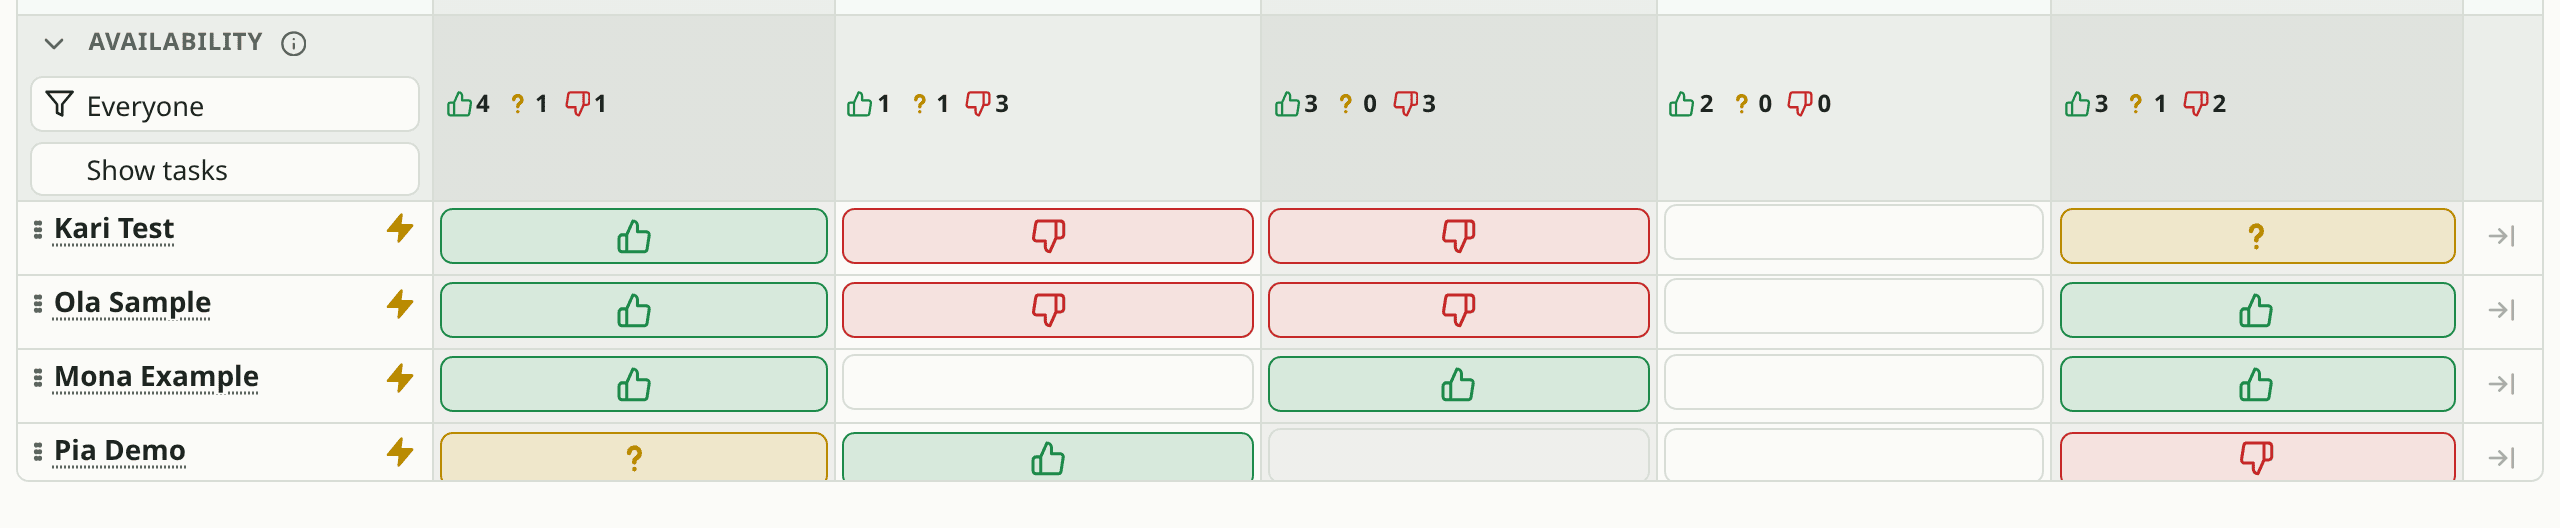 AVAILABILITY
Everyone
4 ? 1 1
1 ? 1 3
3 ? 0 3
2 ? 0 0
3 ? 1 2
Show tasks
Kari Test
?
Ola Sample
Mona Example
Pia Demo
?